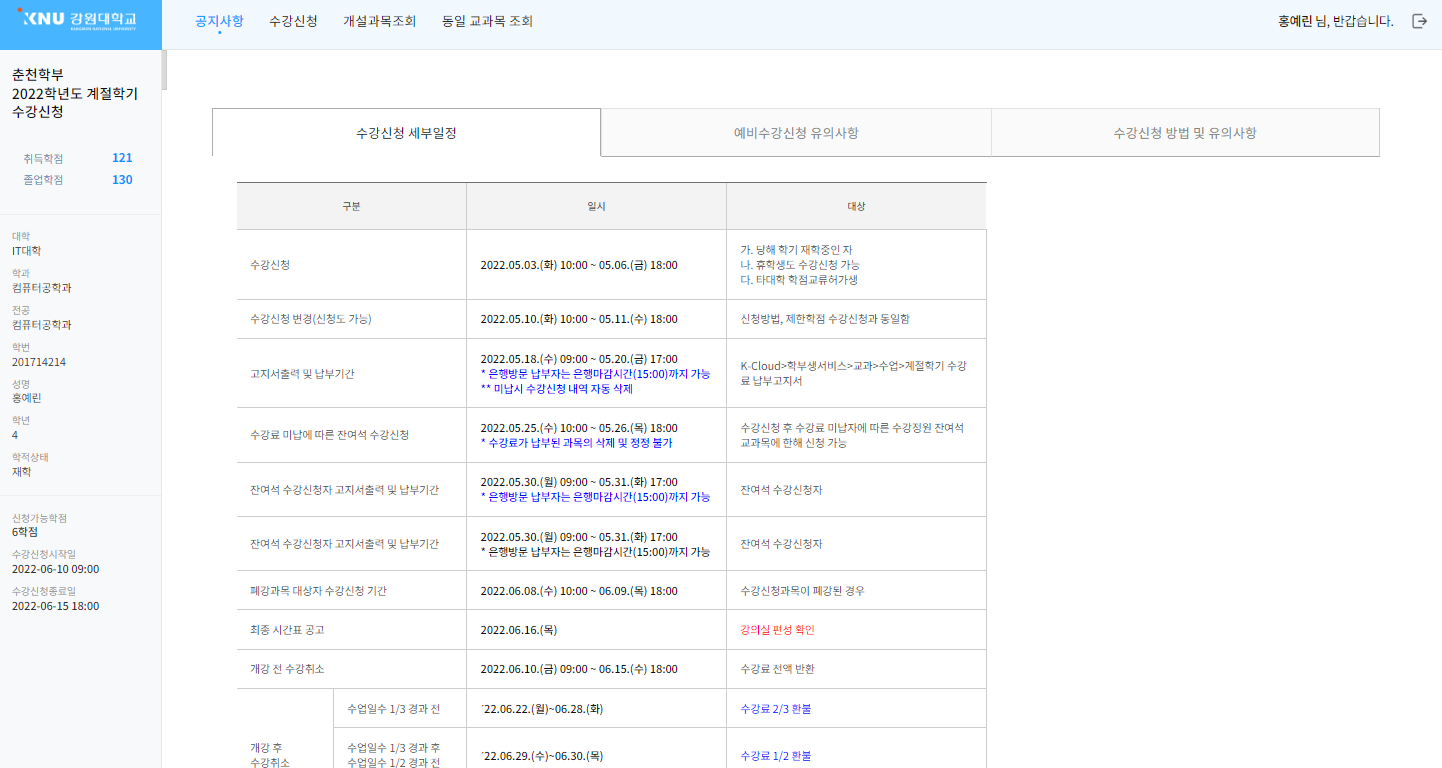 KNU 강원대학교
KANGWON NATIONAL UNIVERSITY
공지사항 수강신청 개설과목조회 동일 교과목 조회
홍예린 님, 반갑습니다.
춘천학부
2022학년도 계절학기
수강신청
취득학점 121
졸업학점 130
대학
IT대학
학과
컴퓨터공학과
전공
컴퓨터공학과
학번
201714214
성명
홍예린
학년
4
학적상태
재학
신청가능학점
6학점
수강신청시작일
2022-06-10 09:00
수강신청종료일
2022-06-15 18:00
수강신청 세부일정 예비수강신청 유의사항 수강신청 방법 및 유의사항
구분 일시 대상
수강신청
2022.05.03.(화) 10:00 ~ 05.06.(금) 18:00
가. 당해 학기 재학중인 자
나. 휴학생도 수강신청 가능
다. 타대학 학점교류허가생
수강신청 변경(신청도 가능)
2022.05.10.(화) 10:00 ~ 05.11.(수) 18:00
신청방법, 제한학점 수강신청과 동일함
고지서출력 및 납부기간
2022.05.18.(수) 09:00 ~ 05.20.(금) 17:00
* 은행방문 납부자는 은행마감시간(15:00)까지 가능
** 미납시 수강신청 내역 자동 삭제
K-Cloud>학부생서비스>교과>수업>계절학기 수강
료 납부고지서
수강료 미납에 따른 잔여석 수강신청
2022.05.25.(수) 10:00 ~ 05.26.(목) 18:00
* 수강료가 납부된 과목의 삭제 및 정정 불가
수강신청 후 수강료 미납자에 따른 수강정원 잔여석
교과목에 한해 신청 가능
잔여석 수강신청자 고지서출력 및 납부기간
2022.05.30.(월) 09:00 ~ 05.31.(화) 17:00
* 은행방문 납부자는 은행마감시간(15:00)까지 가능
잔여석 수강신청자
잔여석 수강신청자 고지서출력 및 납부기간
2022.05.30.(월) 09:00 ~ 05.31.(화) 17:00
* 은행방문 납부자는 은행마감시간(15:00)까지 가능
잔여석 수강신청자
폐강과목 대상자 수강신청 기간
2022.06.08.(수) 10:00 ~ 06.09.(목) 18:00
수강신청과목이 폐강된 경우
최종 시간표 공고
2022.06.16.(목)
강의실 편성 확인
개강 전 수강취소
2022.06.10.(금) 09:00 ~ 06.15.(수) 18:00
수강료 전액 반환
개강 후
수강취소
수업일수 1/3 경과 전
´22.06.22.(월)~06.28.(화)
수강료 2/3 환불
수업일수 1/3 경과 후
수업일수 1/2 경과 전
´22.06.29.(수)~06.30.(목)
수강료 1/2 환불